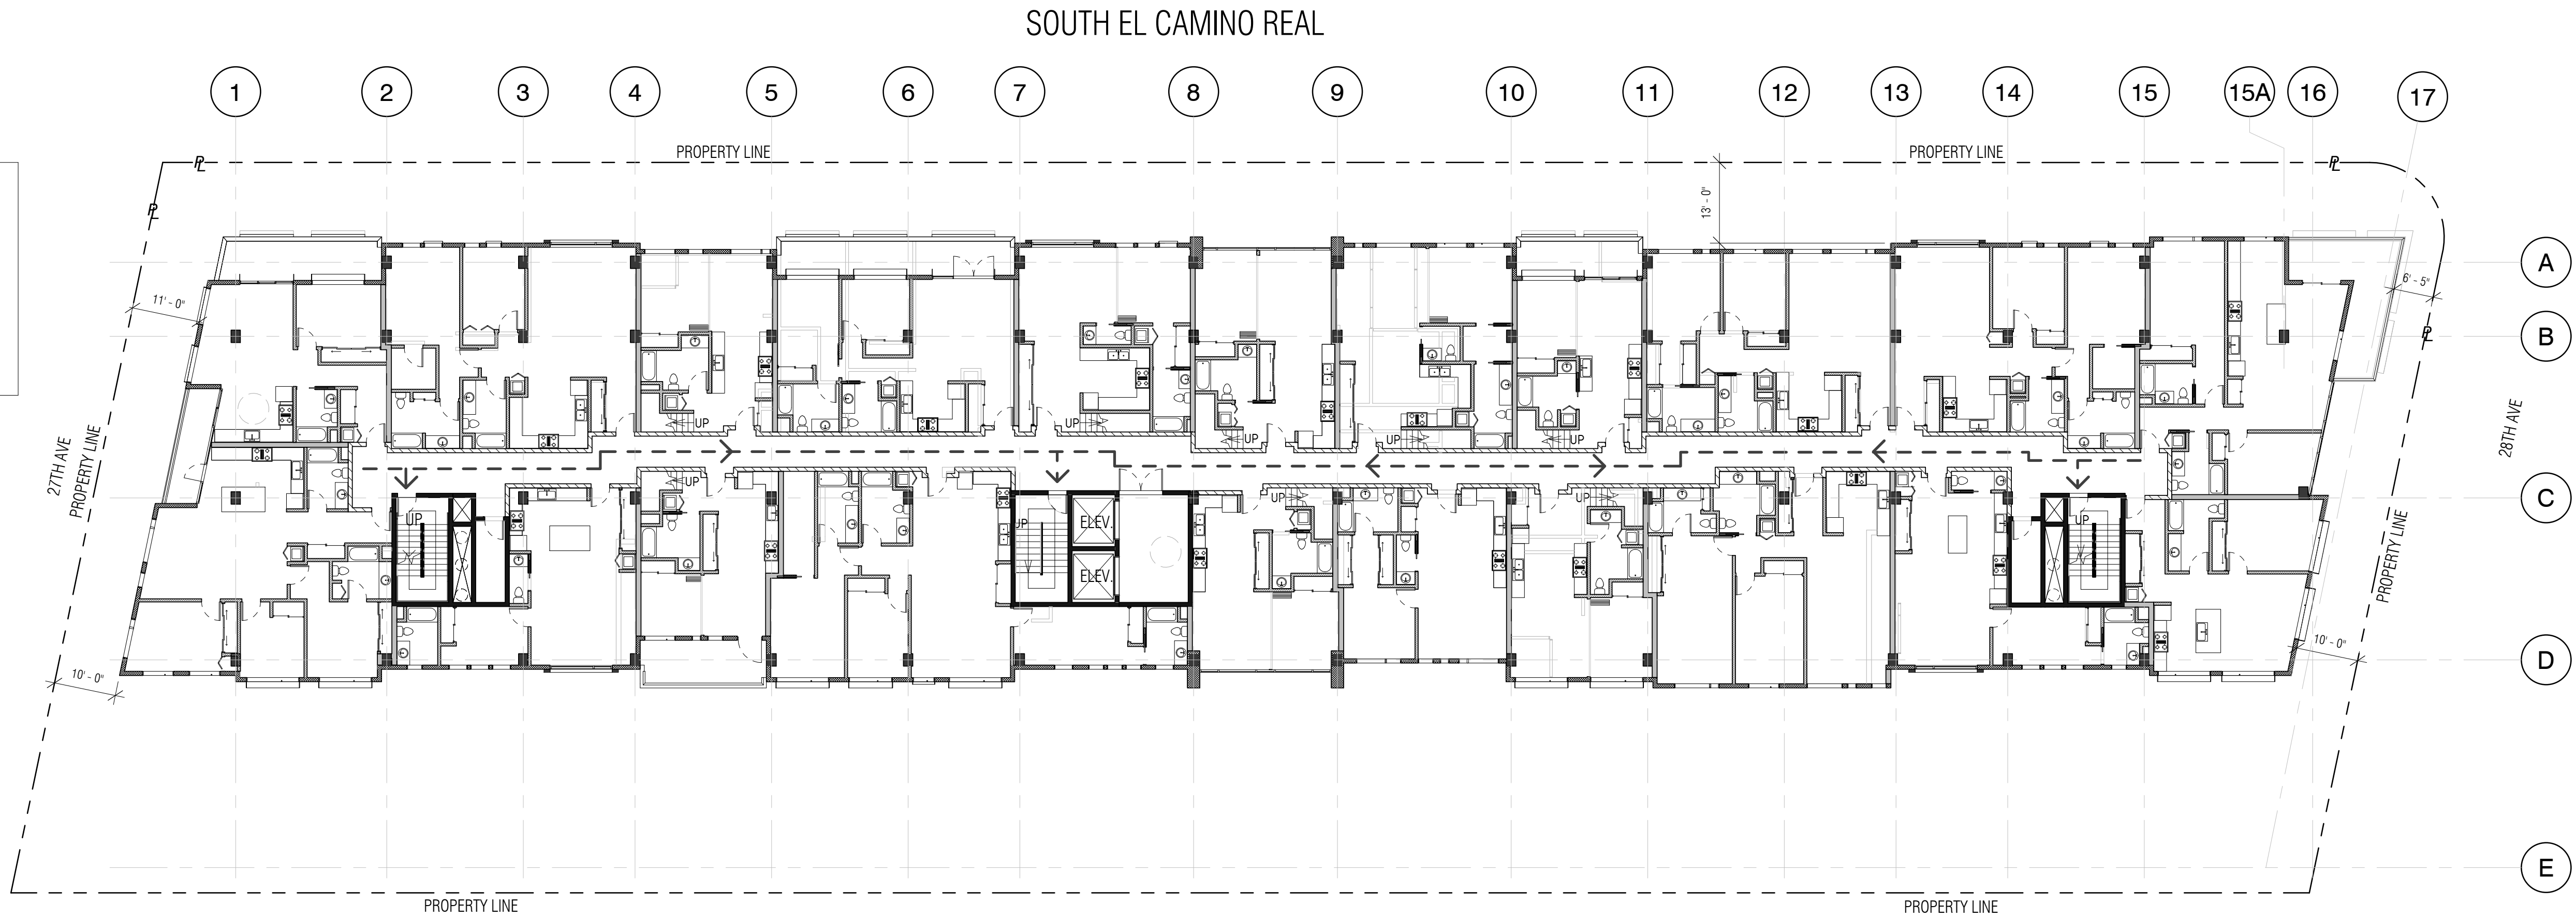 SOUTH EL CAMINO REAL
1
2
3
4
5
6
7
8
9
10
11
12
13
14
15
15A
16
17
PROPERTY LINE
PROPERTY LINE
PL
PL
PL
13' - 0"
A
6' - 5"
11' - 0"
B
PL
UP
UP
UP
UP
UP
27TH AVE
PROPERTY LINE
28TH AVE
UP
UP
UP
C
UP
UP
ELEV.
UP
PROPERTY LINE
ELEV.
10' - 0"
D
10' - 0"
E
PROPERTY LINE
PROPERTY LINE